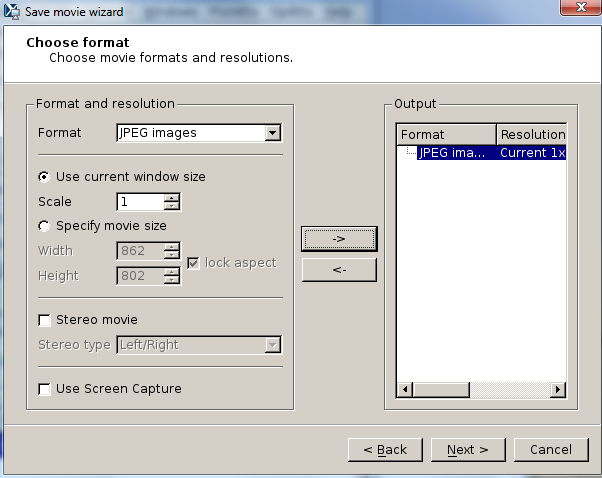 Save movie wizard
Choose format
Choose movie formats and resolutions.
Format and resolution
Format JPEG images
Use current window size
Scale 1
Specify movie size
Width 862
Height 802
lock aspect
Stereo movie
Stereo type Left/Right
Use Screen Capture
->
<-
Output
Format Resolution
JPEG ima... Current 1x
< Back Next > Cancel